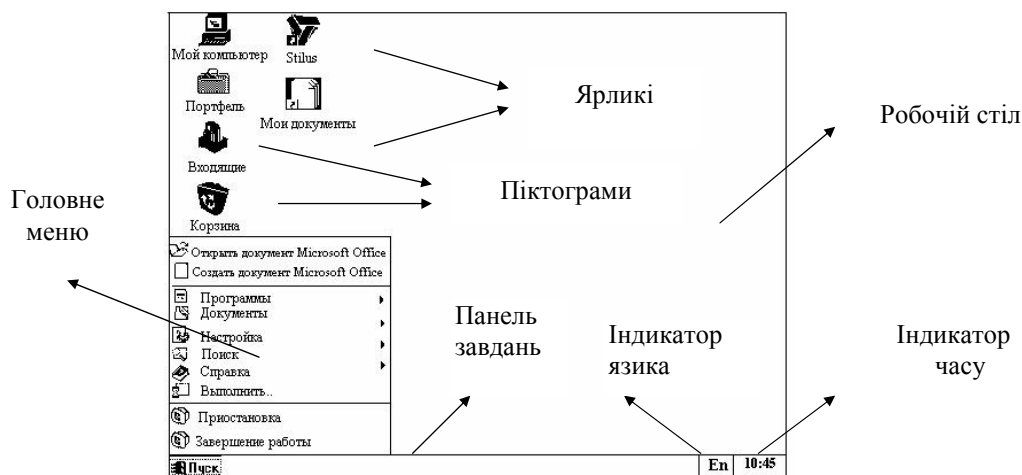 Мой компьютер
Stilus
Портфель
Мои документы
Входящие
Корзина
Ярликі
Піктограми
Робочій стіл
Головне
меню
Открыть документ Microsoft Office
Создать документ Microsoft Office
Программы
Документы
Настройка
Поиск
Справка
Выполнить..
Приостановка
Завершение работы
Панель
завдань
Індикатор
язика
Індикатор
часу
Пуск
En
10:45